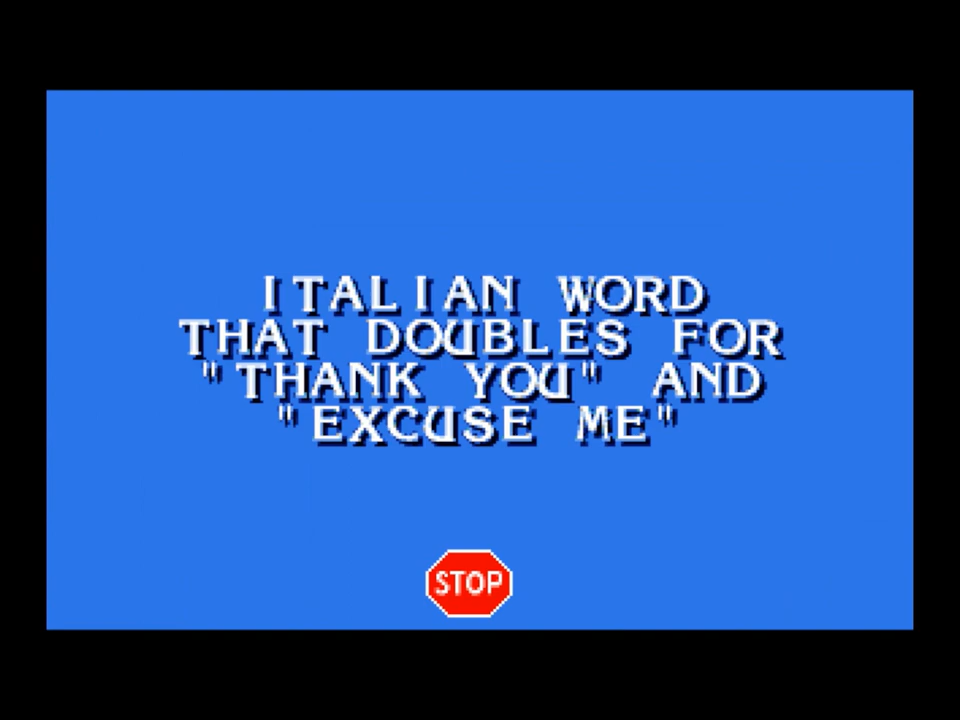 ITALIAN WORD
THAT DOUBLES FOR
"THANK YOU" AND
"EXCUSE ME"
STOP